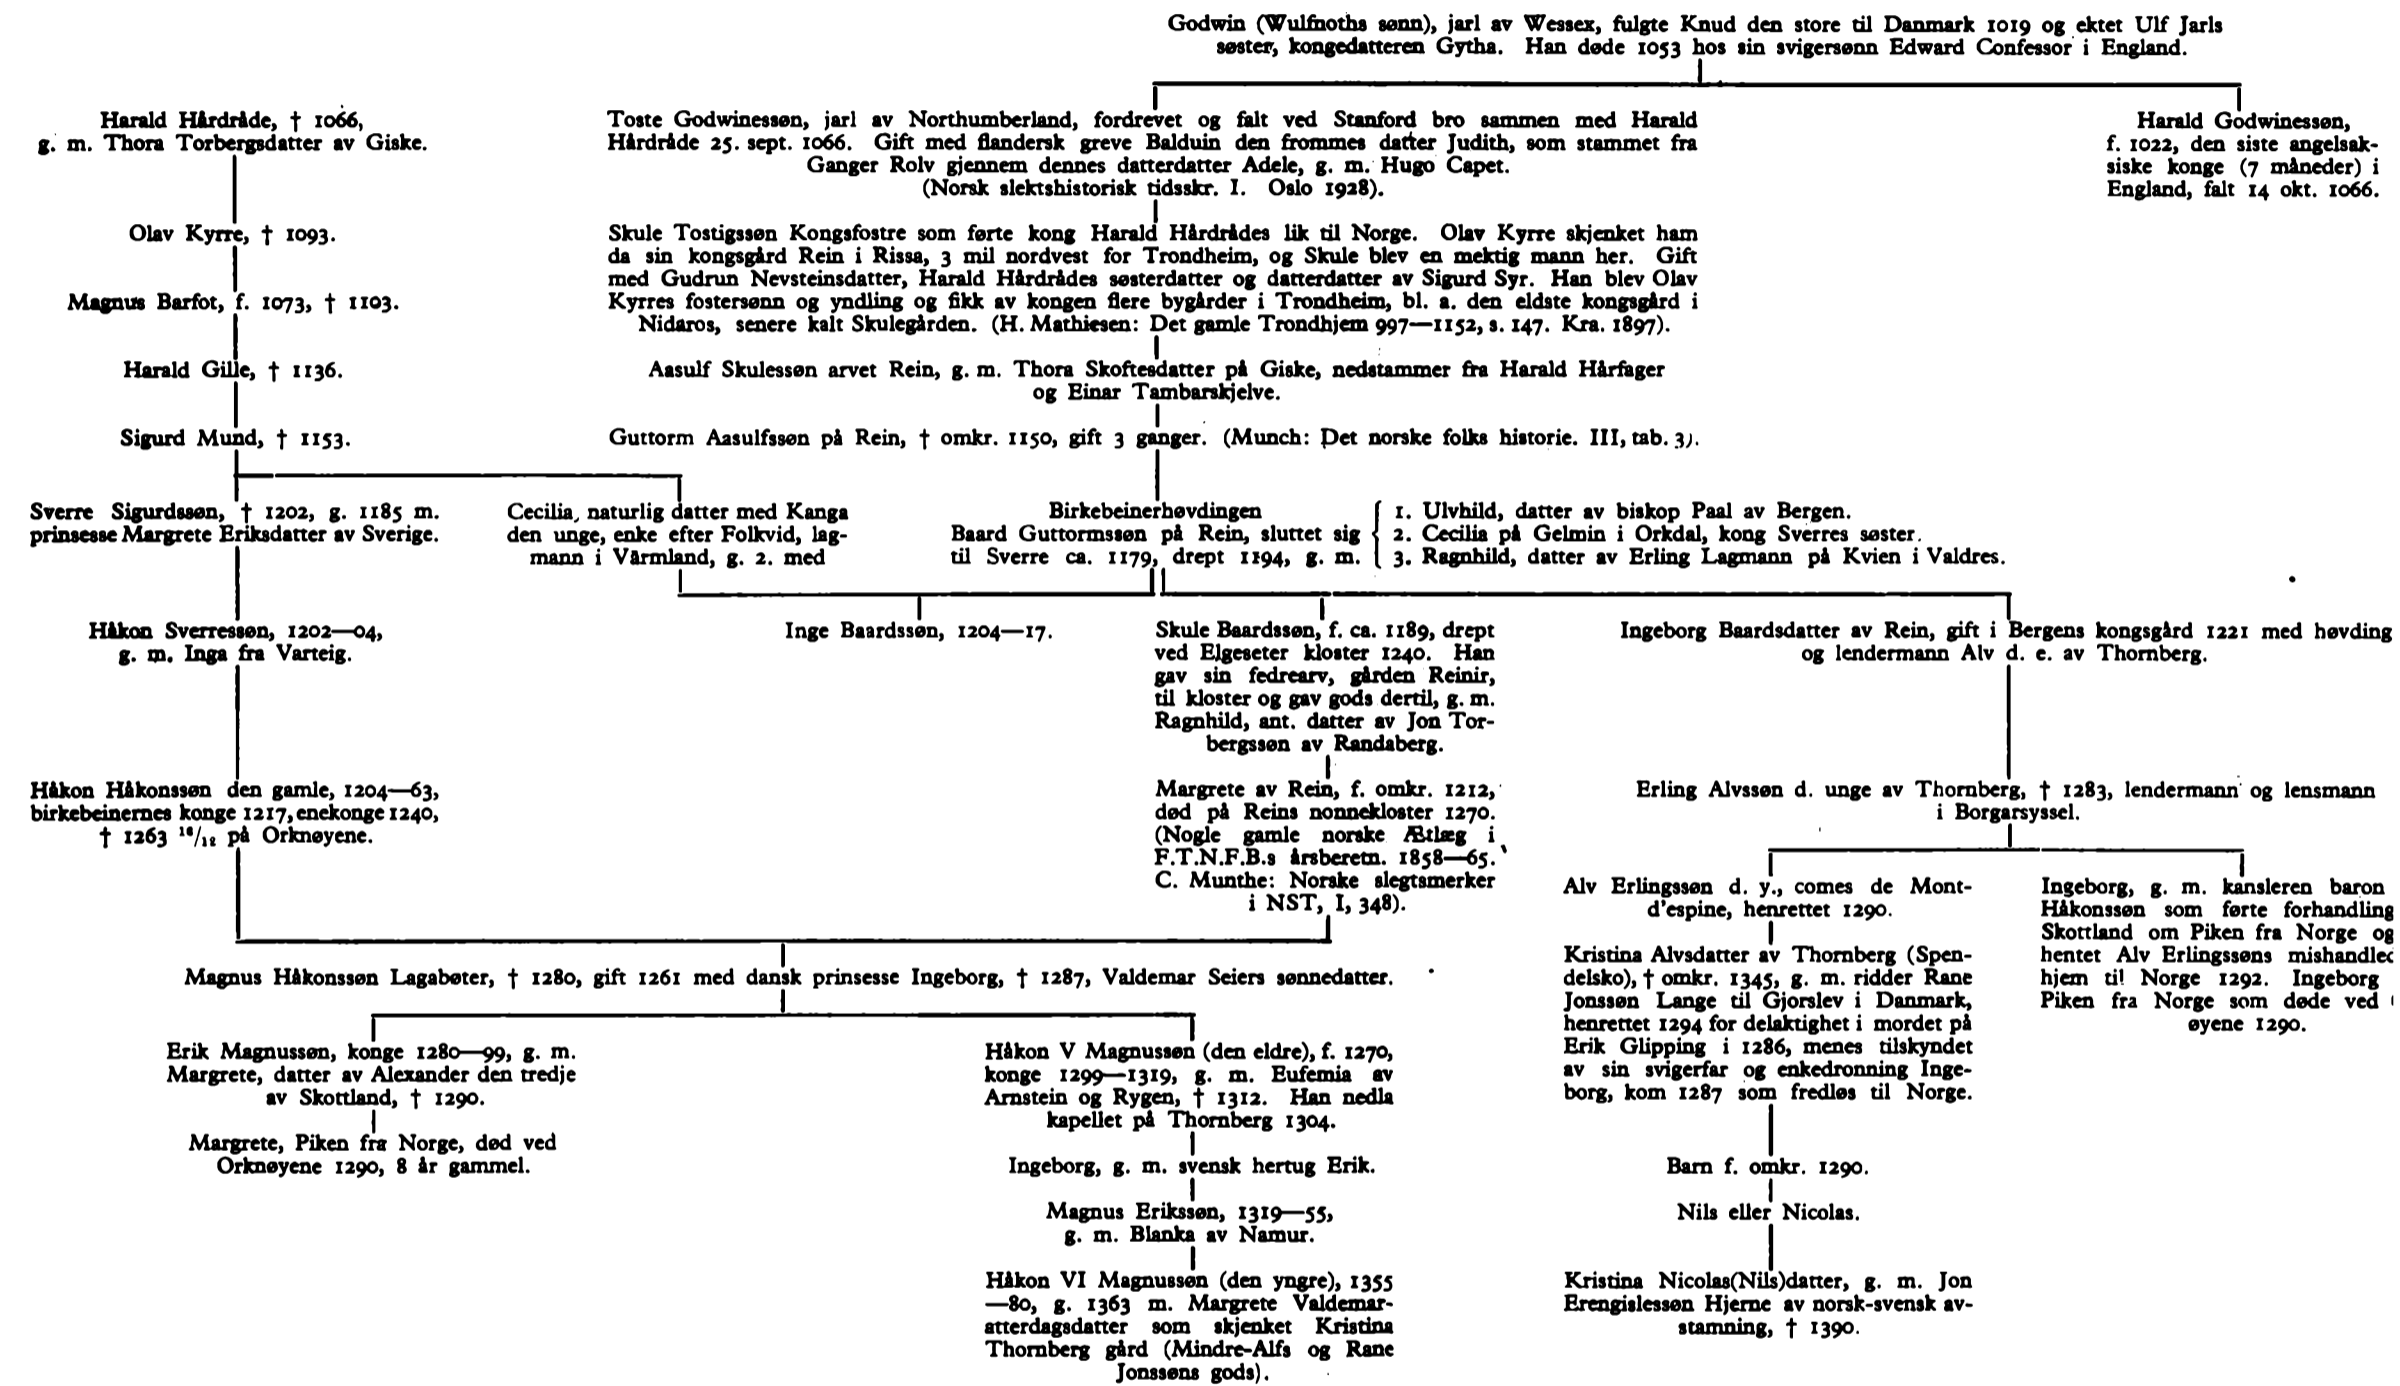 Godwin (Wulfnoths sønn), jarl av Wessex, fulgte Knud den store til Danmark 1019 og ektet Ulf Jarls
søster, kongedatteren Gytha. Han døde 1053 hos sin svigersønn Edward Confessor i England.
Harald Hårdråde, † 1066,
g. m. Thora Torbergsdatter av Giske.
Toste Godwinessøn, jarl av Northumberland, fordrevet og falt ved Stanford bro sammen med Harald
Hårdråde 25. sept. 1066. Gift med flandersk greve Balduin den frommes datter Judith, som stammet fra
Ganger Rolv gjennem dennes datterdatter Adele, g. m. Hugo Capet.
(Norsk slektshistorisk tidsskr. I. Oslo 1928).
Harald Godwinessøn,
f. 1022, den siste angelsak-
siske konge (7 måneder) i
England, falt 14 okt. 1066.
Olav Kyrre, † 1093.
Skule Tostigssøn Kongsfostre som førte kong Harald Hårdrådes lik til Norge. Olav Kyrre skjenket ham
da sin kongsgård Rein i Rissa, 3 mil nordvest for Trondheim, og Skule blev en mektig mann her. Gift
med Gudrun Nevsteinsdatter, Harald Hårdrådes søsterdatter og datterdatter av Sigurd Syr. Han blev Olav
Kyrres fostersønn og yndling og fikk av kongen flere bygårder i Trondheim, bl. a. den eldste kongsgård i
Nidaros, senere kalt Skulegården. (H. Mathiesen: Det gamle Trondhjem 997—1152, s. 147. Kra. 1897).
Magnus Barfot, f. 1073, † 1103.
Harald Gille, † 1136.
Aasulf Skulessøn arvet Rein, g. m. Thora Skoftesdatter på Giske, nedstammer fra Harald Hårfager
og Einar Tambarskjelve.
Sigurd Mund, † 1153.
Guttorm Aasulfssøn på Rein, † omkr. 1150, gift 3 ganger. (Munch: Det norske folks historie. III, tab. 3).
Sverre Sigurdssøn, † 1202, g. 1185 m.
prinsesse Margrete Eriksdatter av Sverige.
Cecilia, naturlig datter med Kanga
den unge, enke efter Folkvid, lag-
mann i Värmland, g. 2. med
Birkebeinerhøvdingen
Baard Guttormssøn på Rein, sluttet sig
til Sverre ca. 1179, drept 1194, g. m.
1. Ulvhild, datter av biskop Paal av Bergen.
2. Cecilia på Gelmin i Orkdal, kong Sverres søster.
3. Ragnhild, datter av Erling Lagmann på Kvien i Valdres.
Håkon Sverressøn, 1202—04,
g. m. Inga fra Varteig.
Inge Baardssøn, 1204—17.
Skule Baardssøn, f. ca. 1189, drept
ved Elgeseter kloster 1240. Han
gav sin fedrearv, gården Reinir,
til kloster og gav gods dertil, g. m.
Ragnhild, ant. datter av Jon Tor-
bergssøn av Randaberg.
Ingeborg Baardsdatter av Rein, gift i Bergens kongsgård 1221 med høvding
og lendermann Alv d. e. av Thornberg.
Håkon Håkonssøn den gamle, 1204—63,
birkebeinernes konge 1217, enekonge 1240,
† 1263 16/12 på Orknøyene.
Margrete av Rein, f. omkr. 1212,
død på Reins nonnekloster 1270.
(Nogle gamle norske Ætlæg i
F.T.N.F.B.s årsberetn. 1858—65.
C. Munthe: Norske slegtsmerker
i NST, I, 348).
Erling Alvssøn d. unge av Thornberg, † 1283, lendermann og lensmann
i Borgarsyssel.
Alv Erlingssøn d. y., comes de Mont-
d'espine, henrettet 1290.
Ingeborg, g. m. kansleren baron
Håkonssøn som førte forhandling
Skottland om Piken fra Norge og
hentet Alv Erlingssøns mishandled
hjem til Norge 1292. Ingeborg
Piken fra Norge som døde ved
øyene 1290.
Kristina Alvsdatter av Thornberg (Spen-
delsko), † omkr. 1345, g. m. ridder Rane
Jonssøn Lange til Gjorslev i Danmark,
henrettet 1294 for delaktighet i mordet på
Erik Glipping i 1286, menes tilskyndet
av sin svigerfar og enkedronning Inge-
borg, kom 1287 som fredløs til Norge.
Magnus Håkonssøn Lagabøter, † 1280, gift 1261 med dansk prinsesse Ingeborg, † 1287, Valdemar Seiers sønnedatter.
Erik Magnussøn, konge 1280—99, g. m.
Margrete, datter av Alexander den tredje
av Skottland, † 1290.
Håkon V Magnussøn (den eldre), f. 1270,
konge 1299—1319, g. m. Eufemia av
Arnstein og Rygen, † 1312. Han nedla
kapellet på Thornberg 1304.
Margrete, Piken fra Norge, død ved
Orknøyene 1290, 8 år gammel.
Ingeborg, g. m. svensk hertug Erik.
Barn f. omkr. 1290.
Magnus Erikssøn, 1319—55,
g. m. Blanka av Namur.
Nils eller Nicolas.
Håkon VI Magnussøn (den yngre), 1355
—80, g. 1363 m. Margrete Valdemar-
atterdagsdatter som skjenket Kristina
Thornberg gård (Mindre-Alfs og Rane
Jonssøns gods).
Kristina Nicolas(Nils)datter, g. m. Jon
Erengislessøn Hjerne av norsk-svensk av-
stamning, † 1390.